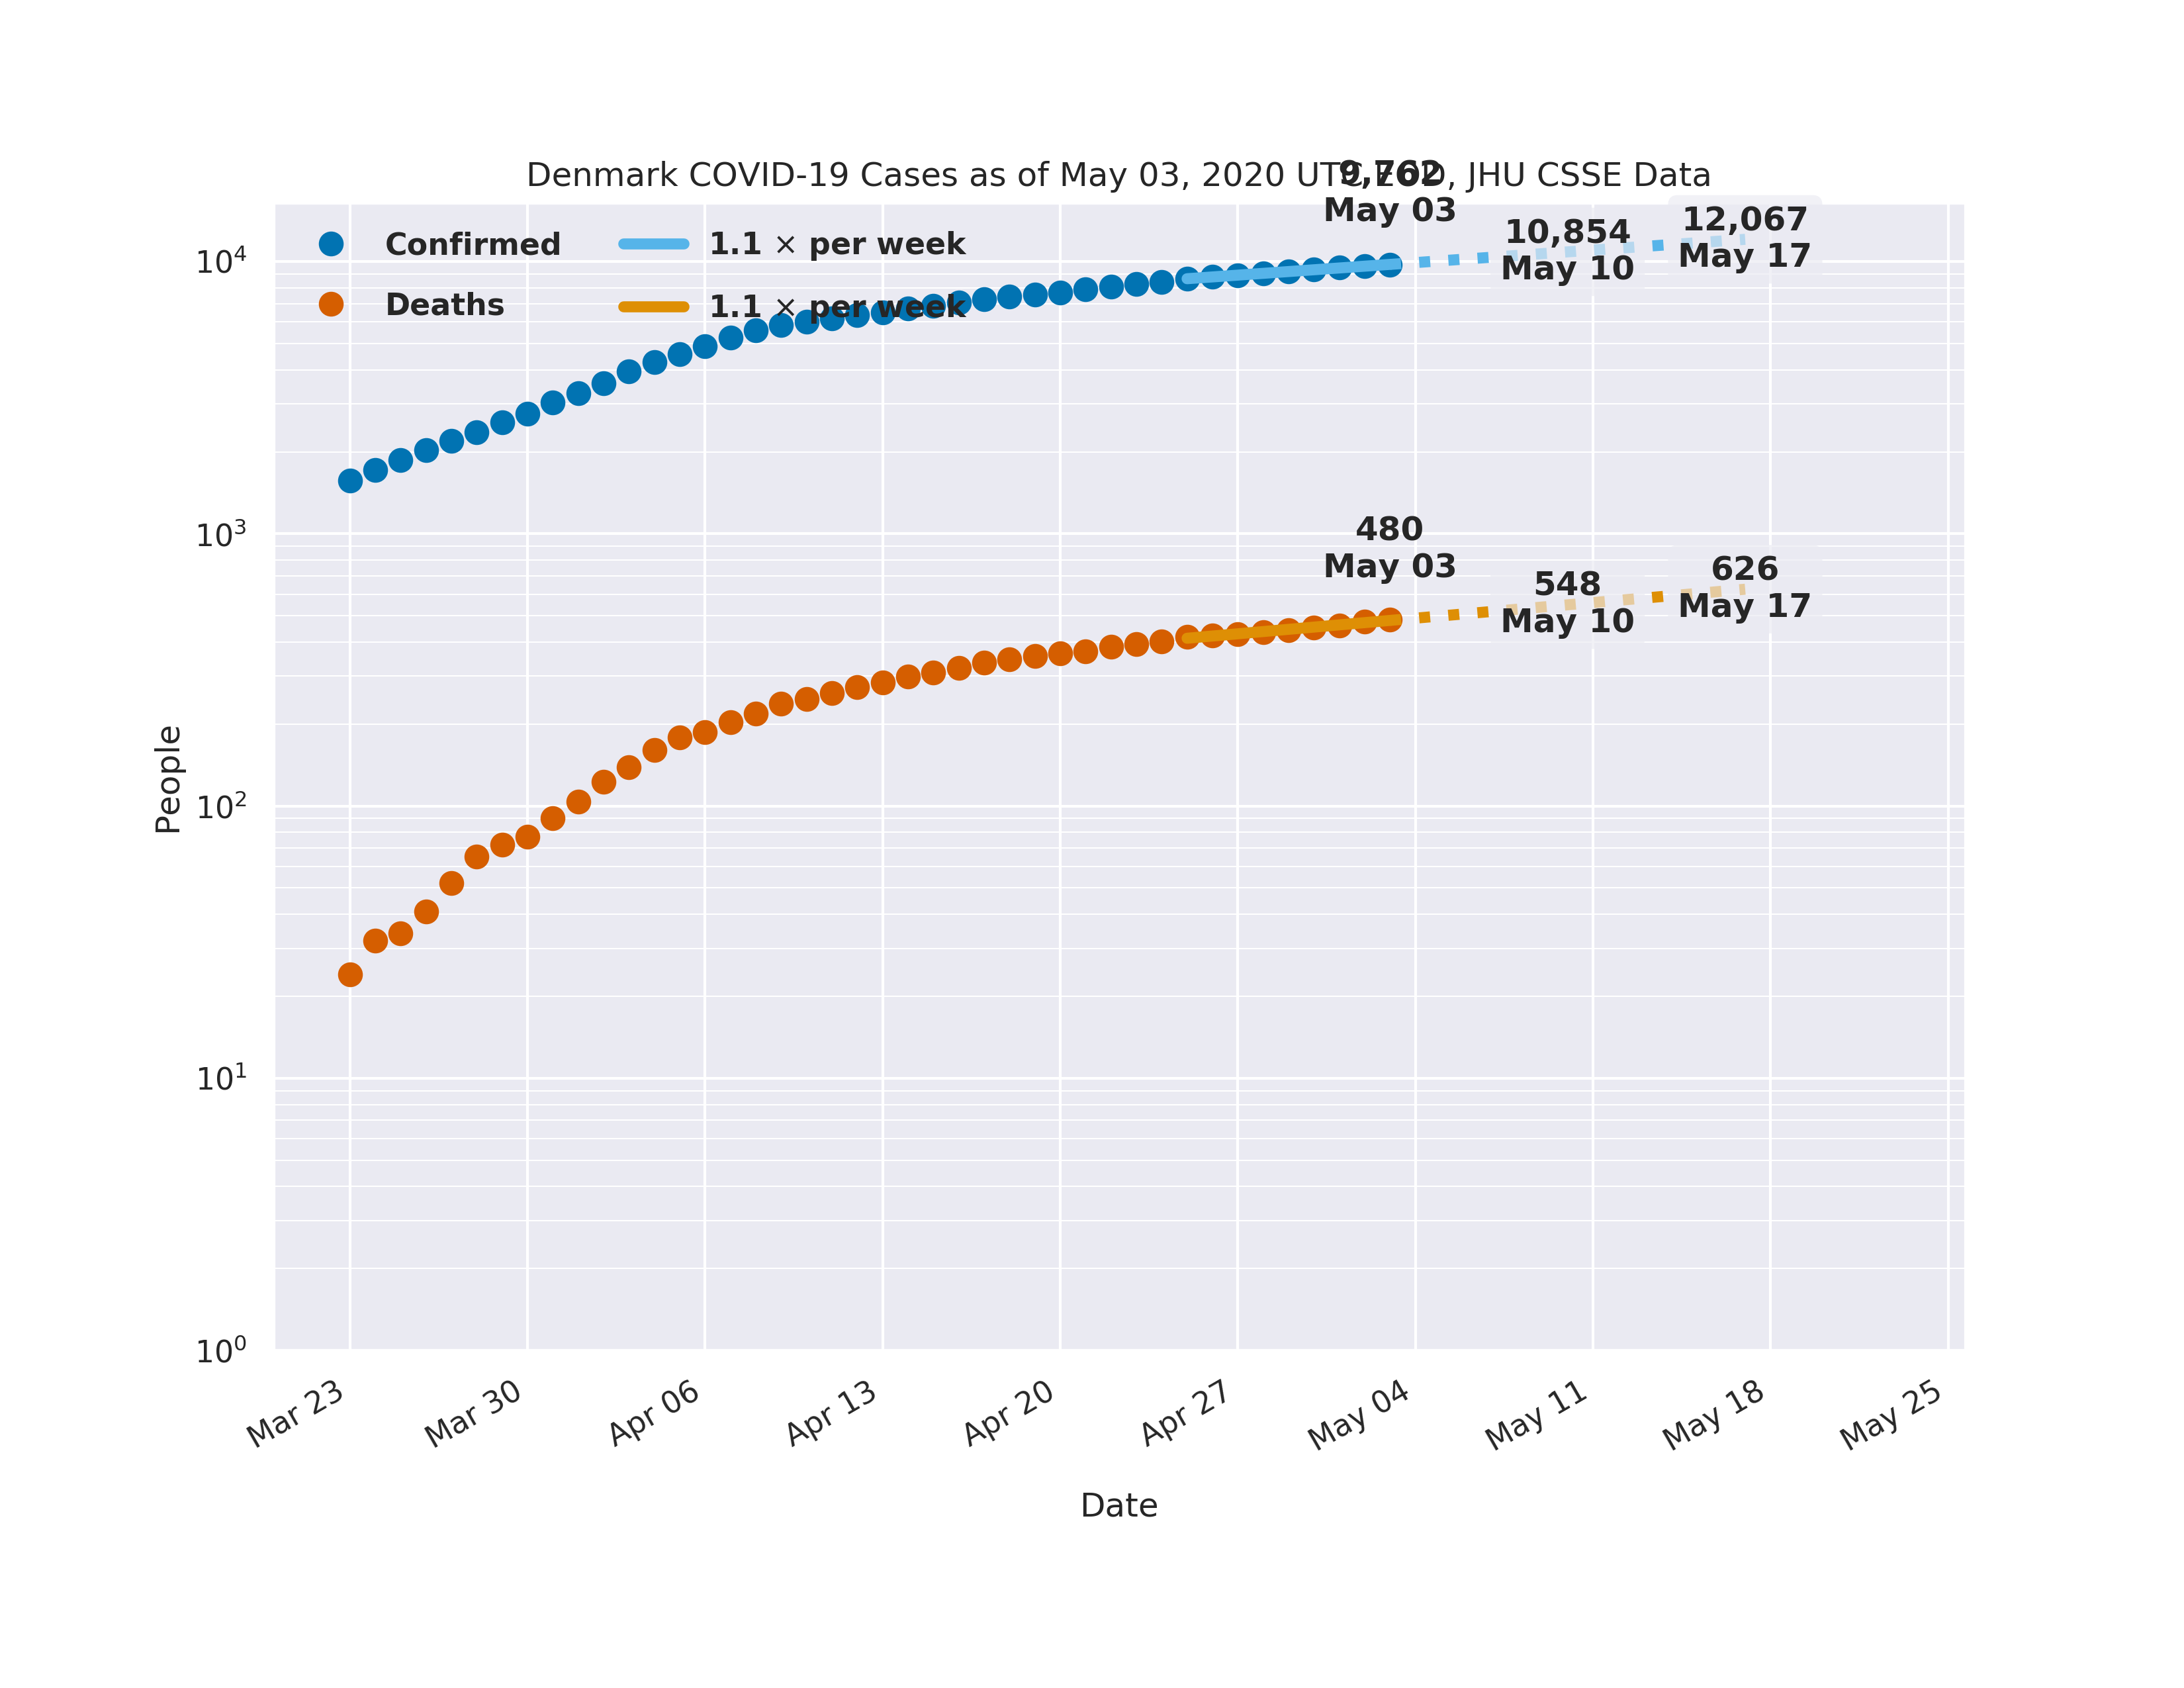 Denmark COVID-19 Cases as of May 03, 2020 UTC EOD, JHU CSSE Data
9,762
May 03
10,854
May 10
12,067
May 17
Confirmed
Deaths
1.1 × per week
1.1 × per week
480
May 03
548
May 10
626
May 17
People
10⁴
10³
10²
10¹
10⁰
Mar 23
Mar 30
Apr 06
Apr 13
Apr 20
Apr 27
May 04
May 11
May 18
May 25
Date